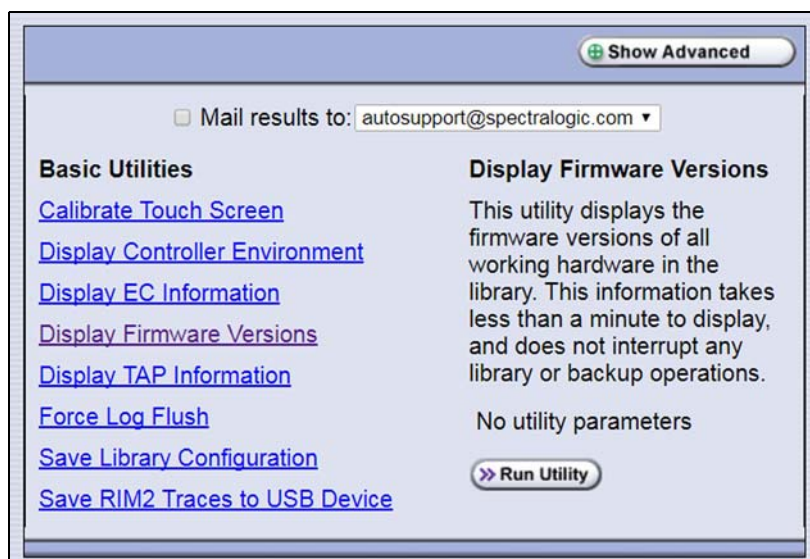 Show Advanced
Mail results to: autosupport@spectralogic.com
Basic Utilities
Calibrate Touch Screen
Display Controller Environment
Display EC Information
Display Firmware Versions
Display TAP Information
Force Log Flush
Save Library Configuration
Save RIM2 Traces to USB Device
Display Firmware Versions
This utility displays the
firmware versions of all
working hardware in the
library. This information takes
less than a minute to display,
and does not interrupt any
library or backup operations.
No utility parameters
Run Utility